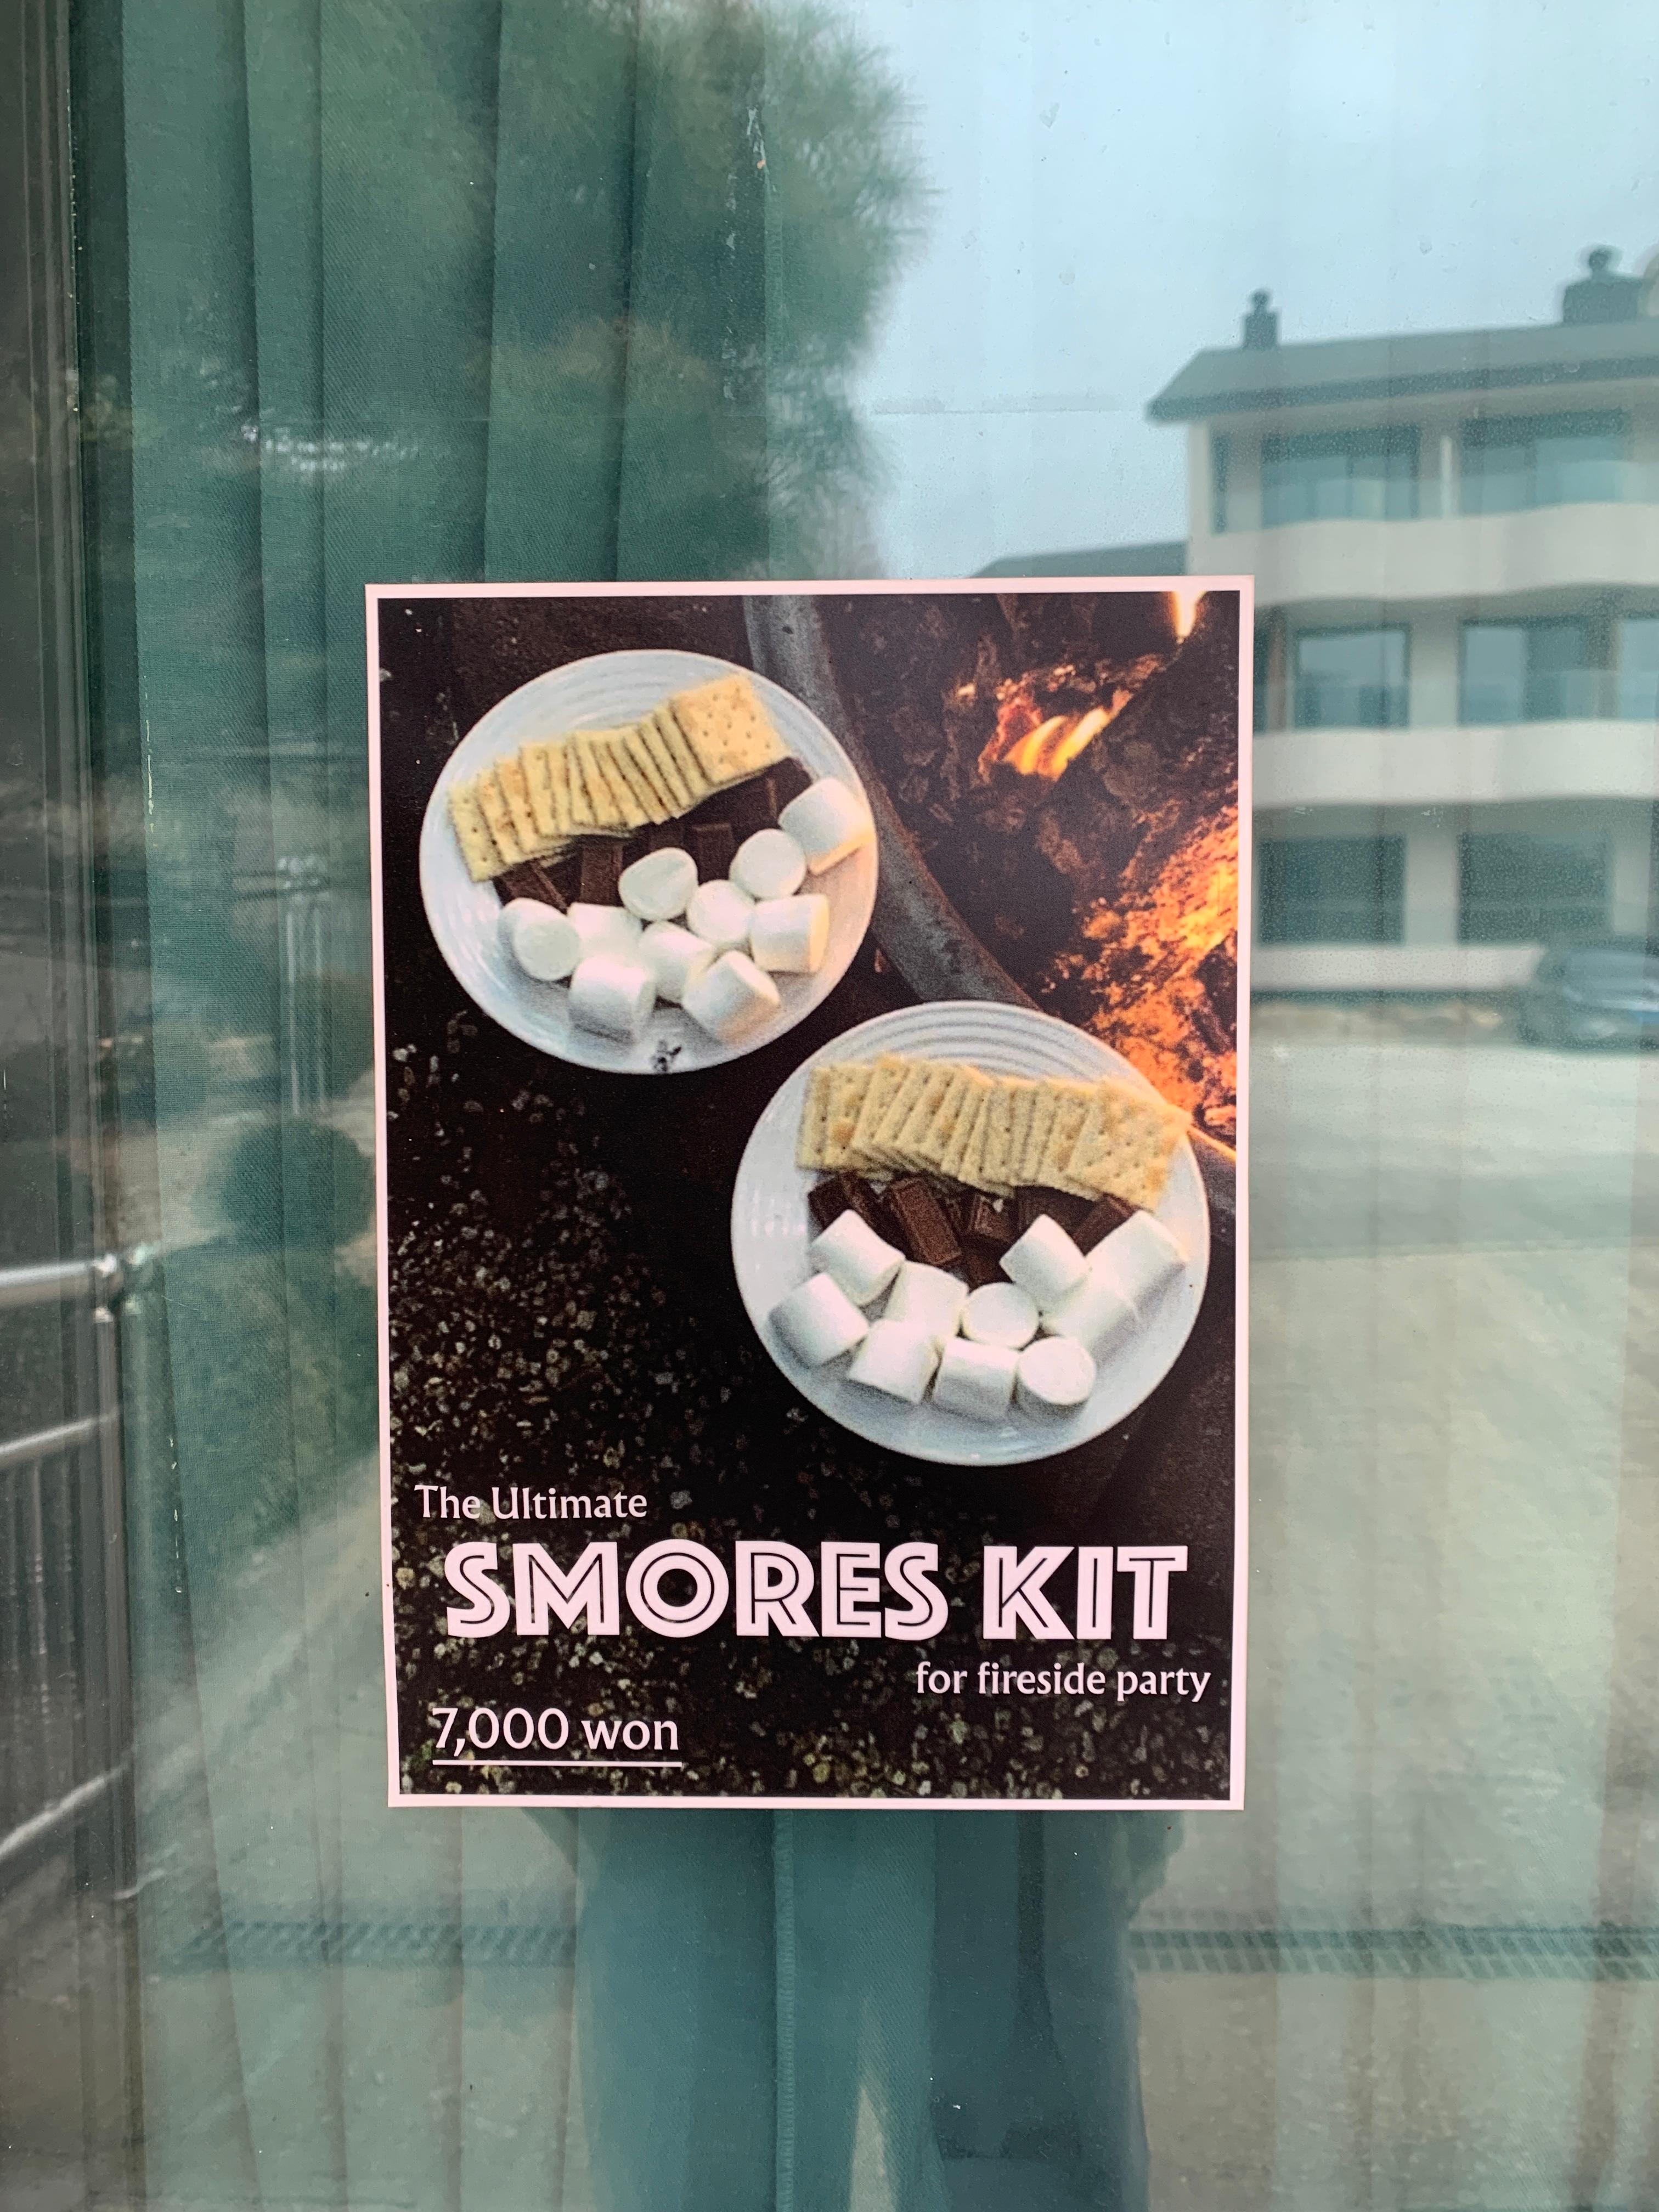 The Ultimate
SMORES KIT
for fireside party
7,000 won